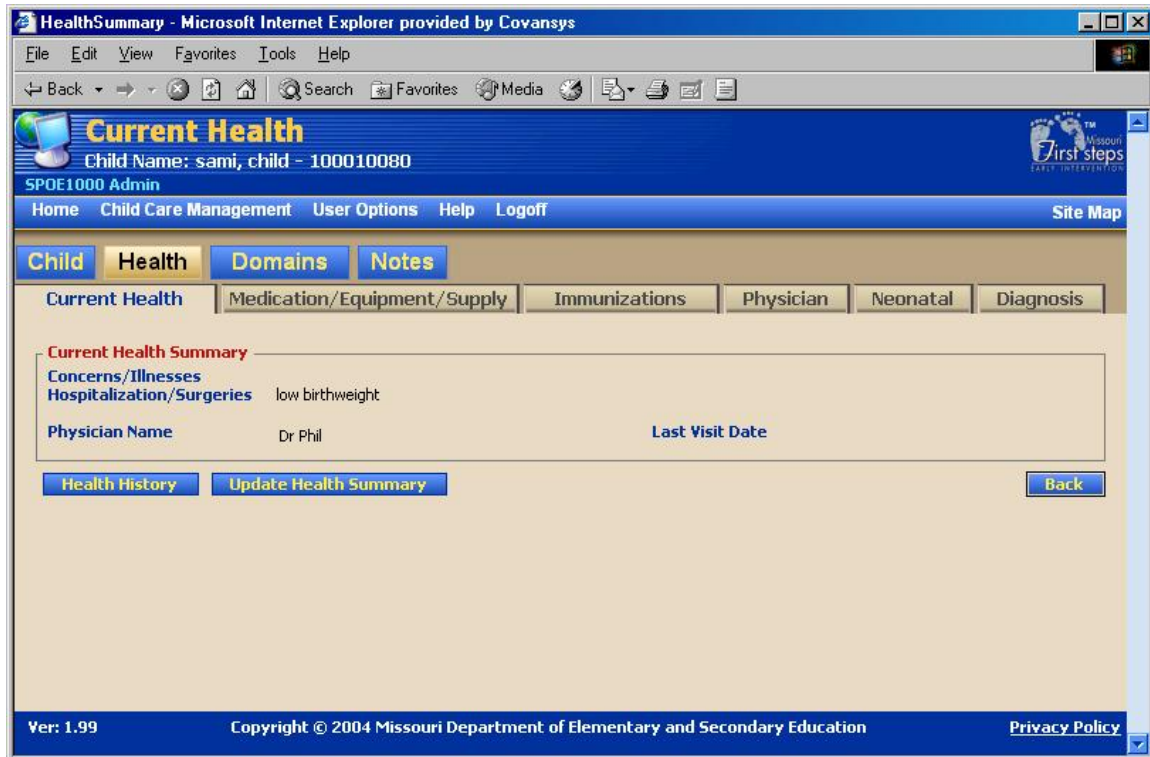 HealthSummary - Microsoft Internet Explorer provided by Covansys
File Edit View Favorites Tools Help
Back Search Favorites Media
Current Health
Child Name: sami, child - 100010080
SPOE1000 Admin
TM
Missouri
First steps
EARLY INTERVENTION
Home Child Care Management User Options Help Logoff Site Map
Child Health Domains Notes
Current Health Medication/Equipment/Supply Immunizations Physician Neonatal Diagnosis
Current Health Summary
Concerns/Illnesses
Hospitalization/Surgeries low birthweight
Physician Name Dr Phil Last Visit Date
Health History Update Health Summary Back
Ver: 1.99 Copyright © 2004 Missouri Department of Elementary and Secondary Education Privacy Policy